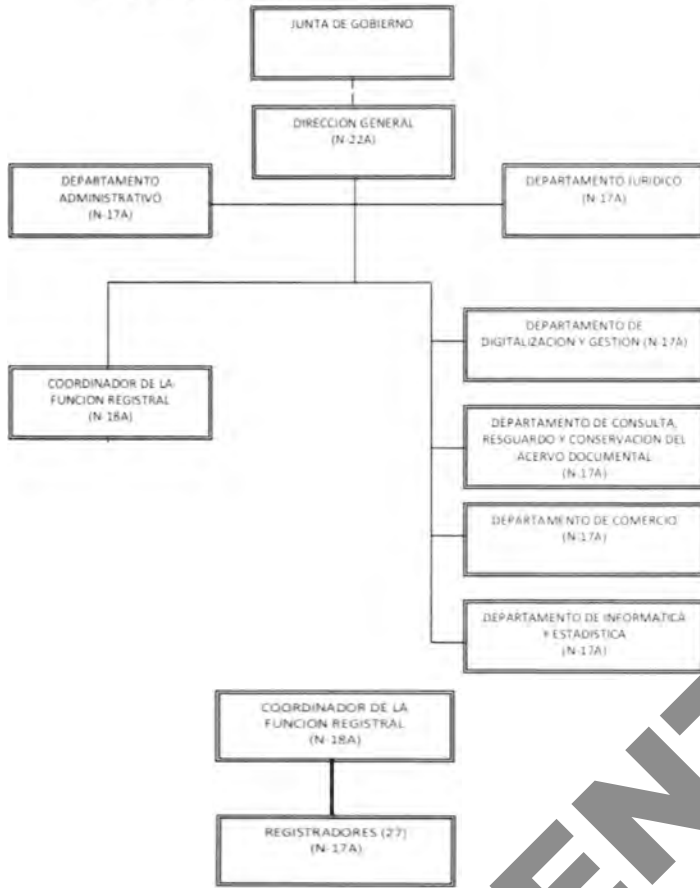 JUNTA DE GOBIERNO
DIRECCION GENERAL
(N-22A)
DEPARTAMENTO
ADMINISTRATIVO
(N-17A)
DEPARTAMENTO JURIDICO
(N-17A)
COORDINADOR DE LA
FUNCION REGISTRAL
(N-18A)
DEPARTAMENTO DE
DIGITALIZACION Y GESTION (N-17A)
DEPARTAMENTO DE CONSULTA,
RESGUARDO Y CONSERVACION DEL
ACERVO DOCUMENTAL
(N-17A)
DEPARTAMENTO DE COMERCIO
(N-17A)
DEPARTAMENTO DE INFORMATICA
Y ESTADISTICA
(N-17A)
COORDINADOR DE LA
FUNCION REGISTRAL
(N-18A)
REGISTRADORES (27)
(N-17A)
ENT